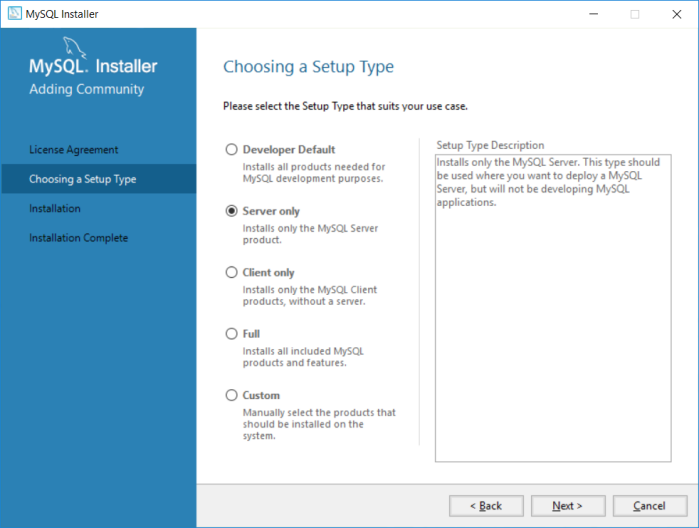 MySQL Installer
MySQL. Installer
Adding Community
License Agreement
Choosing a Setup Type
Installation
Installation Complete
Choosing a Setup Type
Please select the Setup Type that suits your use case.
Developer Default
Installs all products needed for
MySQL development purposes.
Server only
Installs only the MySQL Server
product.
Client only
Installs only the MySQL Client
products, without a server.
Full
Installs all included MySQL
products and features.
Custom
Manually select the products that
should be installed on the
system.
Setup Type Description
Installs only the MySQL Server. This type should
be used where you want to deploy a MySQL
Server, but will not be developing MySQL
applications.
< Back
Next >
Cancel